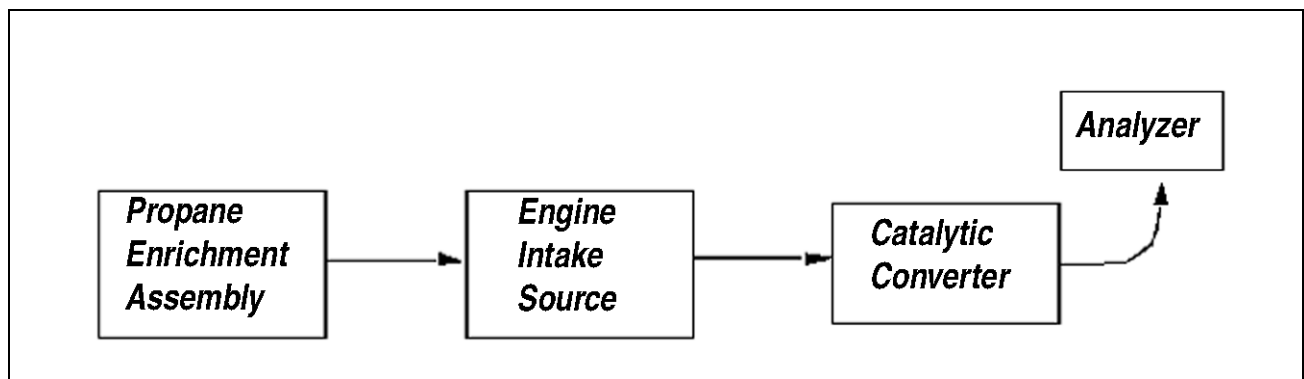 Propane
Enrichment
Assembly
Engine
Intake
Source
Catalytic
Converter
Analyzer